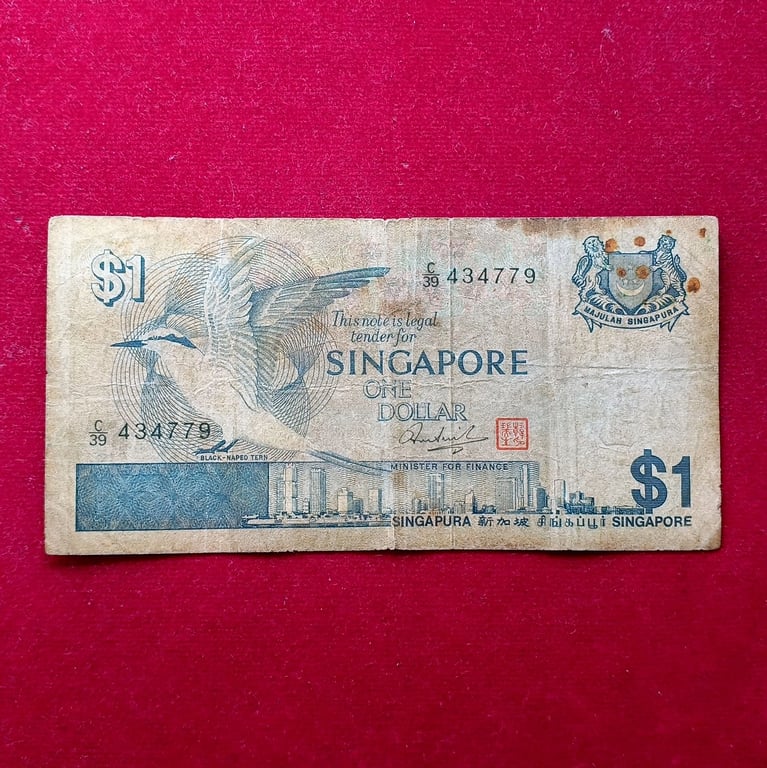 $1
C/39 434779
MAJULAH SINGAPURA
This note is legal
tender for
SINGAPORE
ONE
DOLLAR
C/39 434779
BLACK-NAPED TERN
MINISTER FOR FINANCE
$1
SINGAPURA 新加坡 சிங்கப்பூர் SINGAPORE